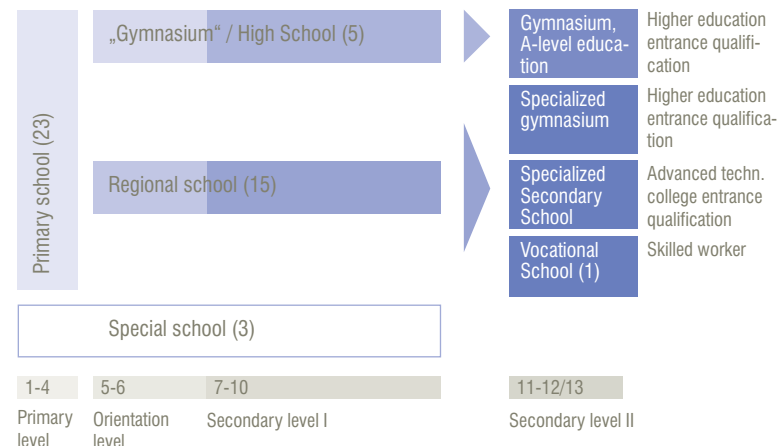 Primary school (23)
„Gymnasium“ / High School (5)
Gymnasium,
A-level educa-
tion
Higher education
entrance qualifi-
cation
Specialized
gymnasium
Higher education
entrance qualifica-
tion
Regional school (15)
Specialized
Secondary
School
Advanced techn.
college entrance
qualification
Vocational
School (1)
Skilled worker
Special school (3)
1-4
5-6
7-10
11-12/13
Primary
level
Orientation
level
Secondary level I
Secondary level II